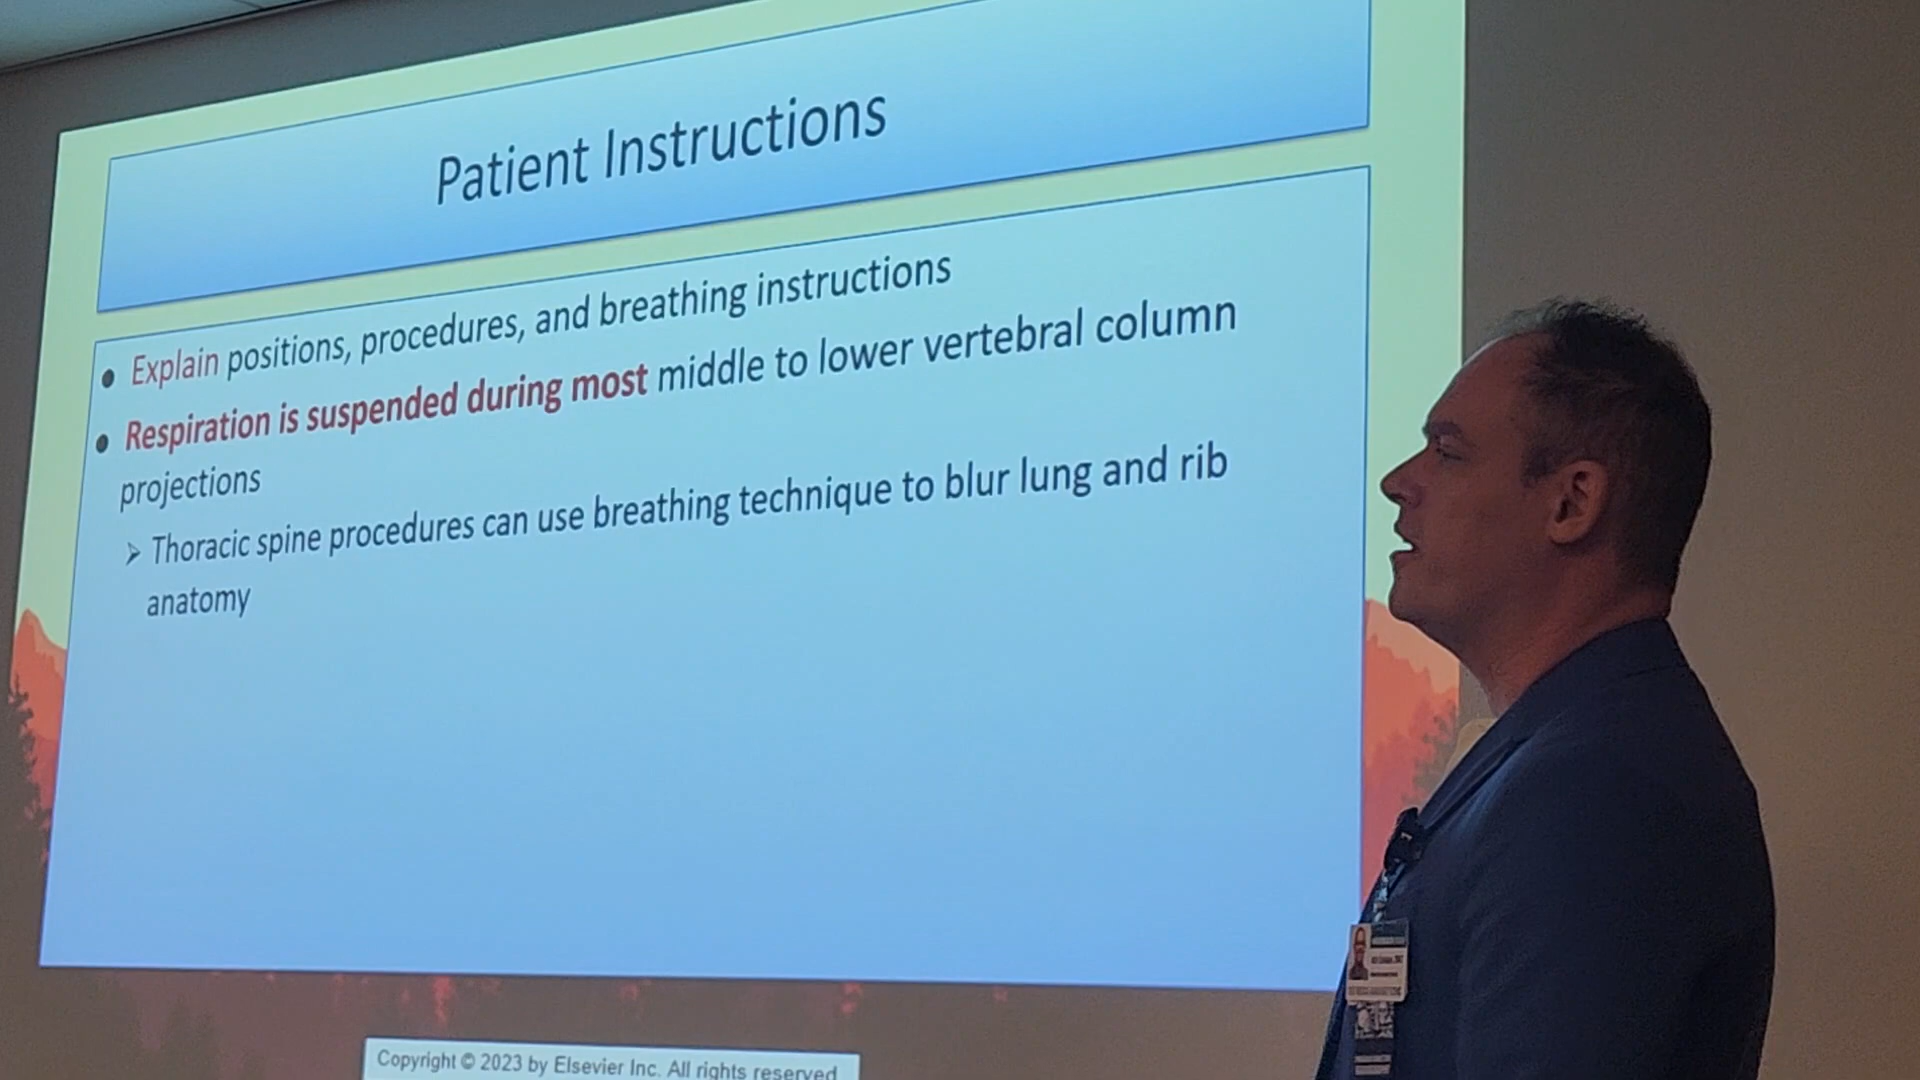 Patient Instructions
• Explain positions, procedures, and breathing instructions
• Respiration is suspended during most middle to lower vertebral column
projections
➢ Thoracic spine procedures can use breathing technique to blur lung and rib
anatomy
Copyright © 2023 by Elsevier Inc. All rights reserved